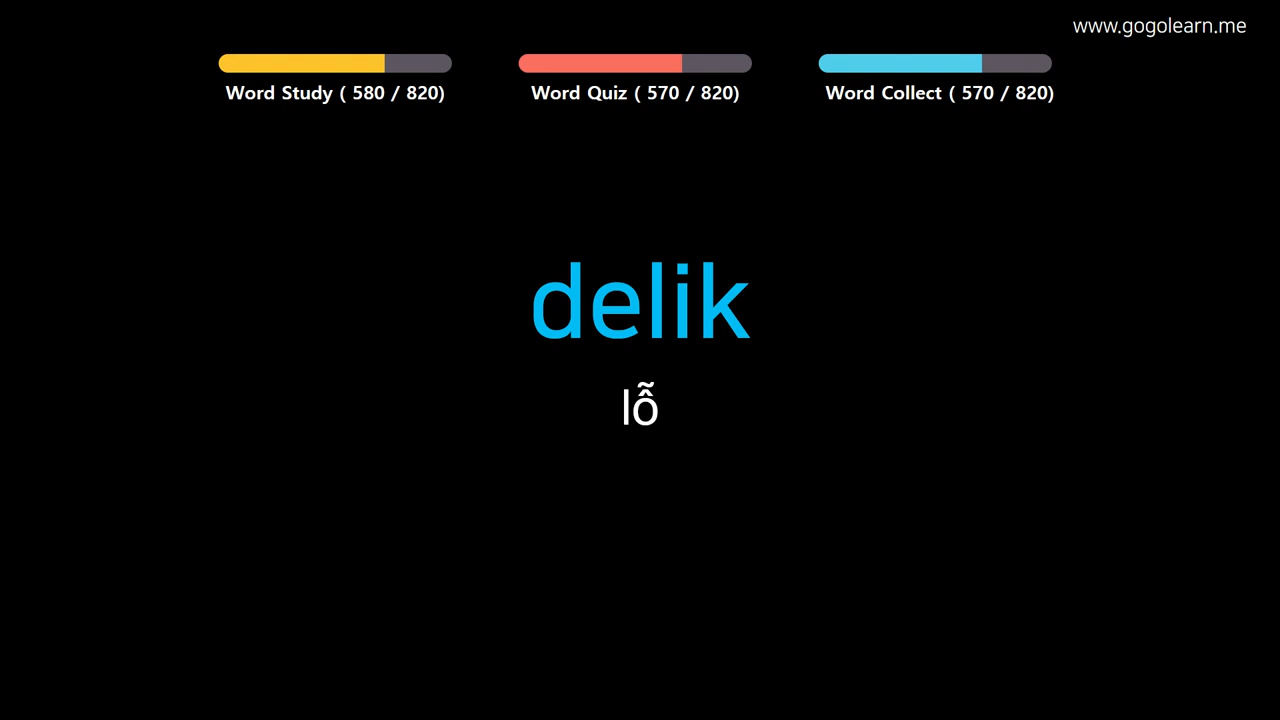 www.gogolearn.me
Word Study ( 580 / 820)
Word Quiz ( 570 / 820)
Word Collect ( 570 / 820)
delik
lỗ